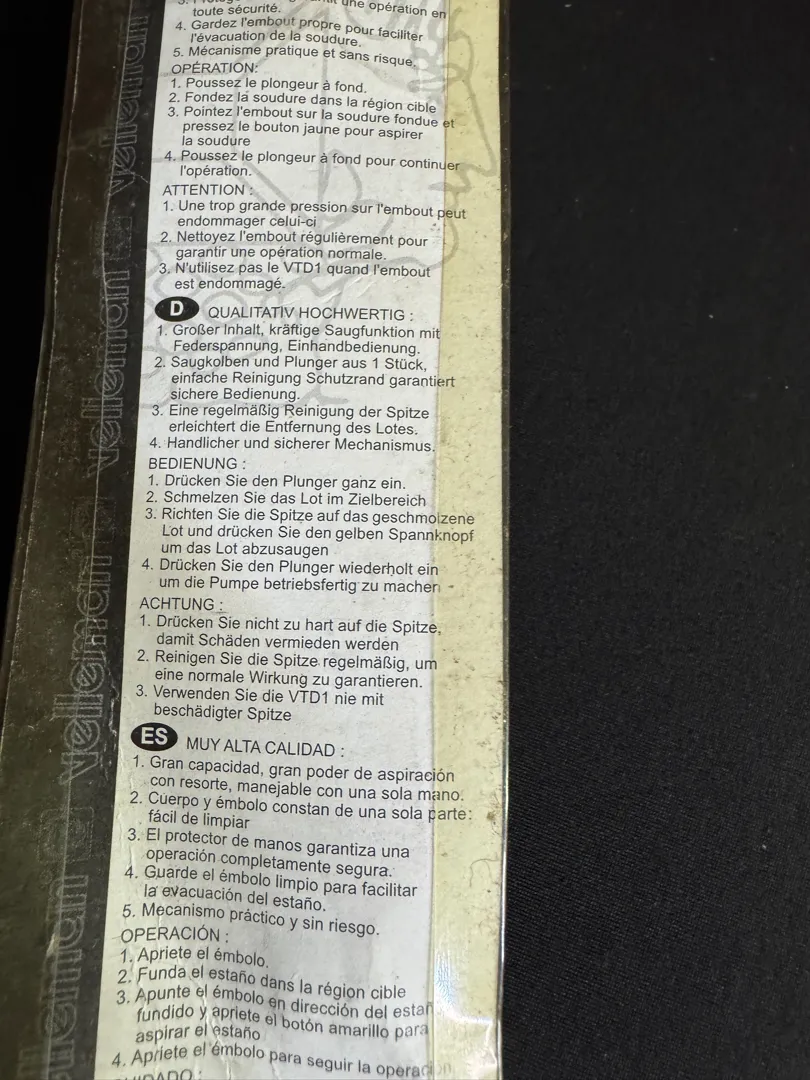 une opération en
toute sécurité.
4. Gardez l'embout propre pour faciliter
l'évacuation de la soudure.
5. Mécanisme pratique et sans risque.
OPÉRATION:
1. Poussez le plongeur à fond.
2. Fondez la soudure dans la région cible
3. Pointez l'embout sur la soudure fondue et
pressez le bouton jaune pour aspirer
la soudure
4. Poussez le plongeur à fond pour continuer
l'opération.
ATTENTION :
1. Une trop grande pression sur l'embout peut
endommager celui-ci
2. Nettoyez l'embout régulièrement pour
garantir une opération normale.
3. N'utilisez pas le VTD1 quand l'embout
est endommagé.
D QUALITATIV HOCHWERTIG :
1. Großer Inhalt, kräftige Saugfunktion mit
Federspannung, Einhandbedienung.
2. Saugkolben und Plunger aus 1 Stück,
einfache Reinigung Schutzrand garantiert
sichere Bedienung.
3. Eine regelmäßig Reinigung der Spitze
erleichtert die Entfernung des Lotes.
4. Handlicher und sicherer Mechanismus.
BEDIENUNG :
1. Drücken Sie den Plunger ganz ein.
2. Schmelzen Sie das Lot im Zielbereich
3. Richten Sie die Spitze auf das geschmolzene
Lot und drücken Sie den gelben Spannknopf
um das Lot abzusaugen
4. Drücken Sie den Plunger wiederholt ein
um die Pumpe betriebsfertig zu machen
ACHTUNG :
1. Drücken Sie nicht zu hart auf die Spitze,
damit Schäden vermieden werden
2. Reinigen Sie die Spitze regelmäßig, um
eine normale Wirkung zu garantieren.
3. Verwenden Sie die VTD1 nie mit
beschädigter Spitze
ES MUY ALTA CALIDAD :
1. Gran capacidad, gran poder de aspiración
con resorte, manejable con una sola mano.
2. Cuerpo y émbolo constan de una sola parte:
fácil de limpiar
3. El protector de manos garantiza una
operación completamente segura.
4. Guarde el émbolo limpio para facilitar
la evacuación del estaño.
5. Mecanismo práctico y sin riesgo.
OPERACIÓN :
1. Apriete el émbolo.
2. Funda el estaño dans la région cible
3. Apunte el émbolo en dirección del estañ
fundido y apriete el botón amarillo para
aspirar el estaño
4. Apriete el émbolo para seguir la operación
velleman
velleman
velleman
velleman